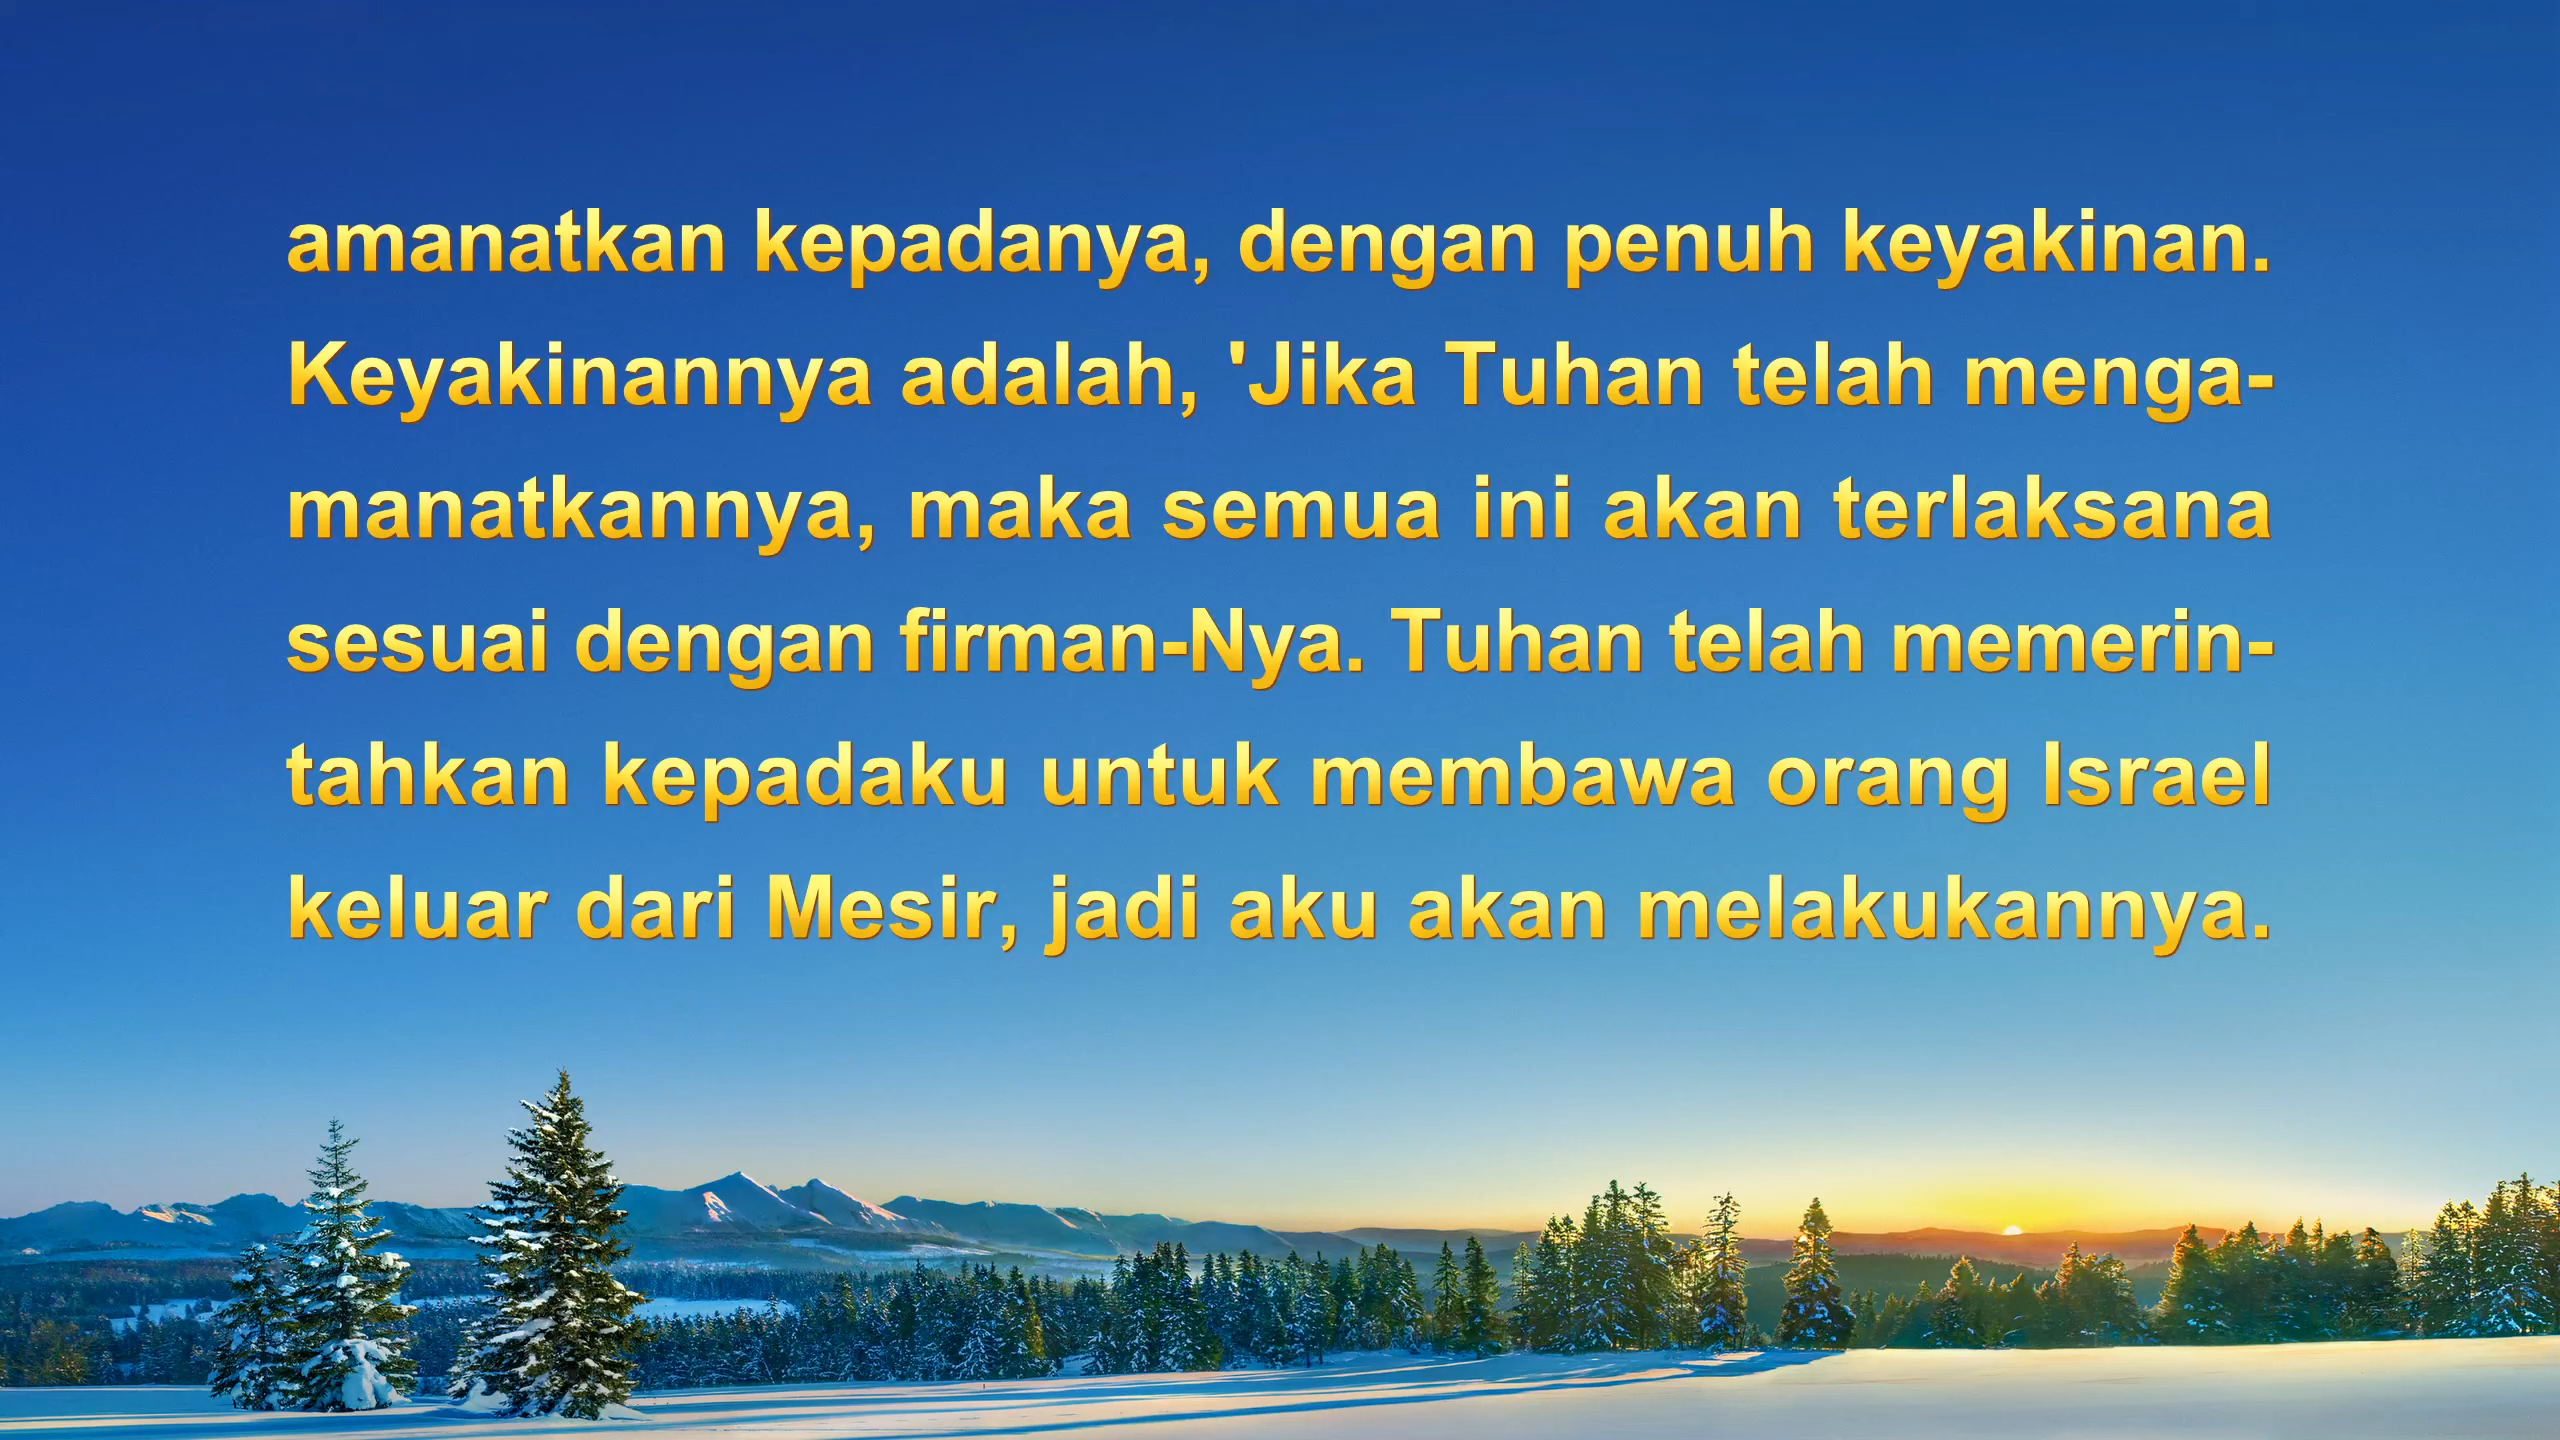 amanatkan kepadanya, dengan penuh keyakinan.
Keyakinannya adalah, 'Jika Tuhan telah menga-
manatkannya, maka semua ini akan terlaksana
sesuai dengan firman-Nya. Tuhan telah memerin-
tahkan kepadaku untuk membawa orang Israel
keluar dari Mesir, jadi aku akan melakukannya.